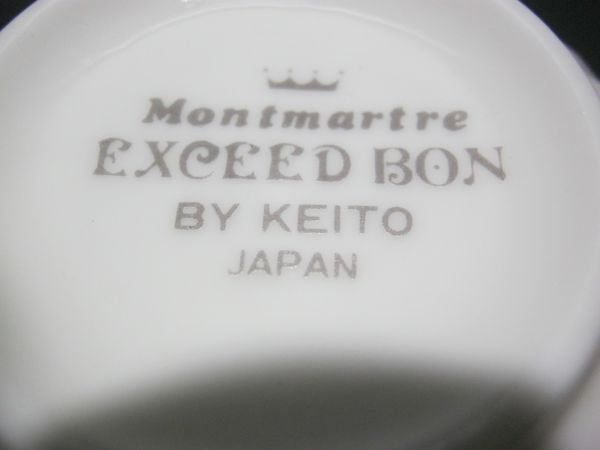 Montmartre
EXCEED BON
BY KEITO
JAPAN